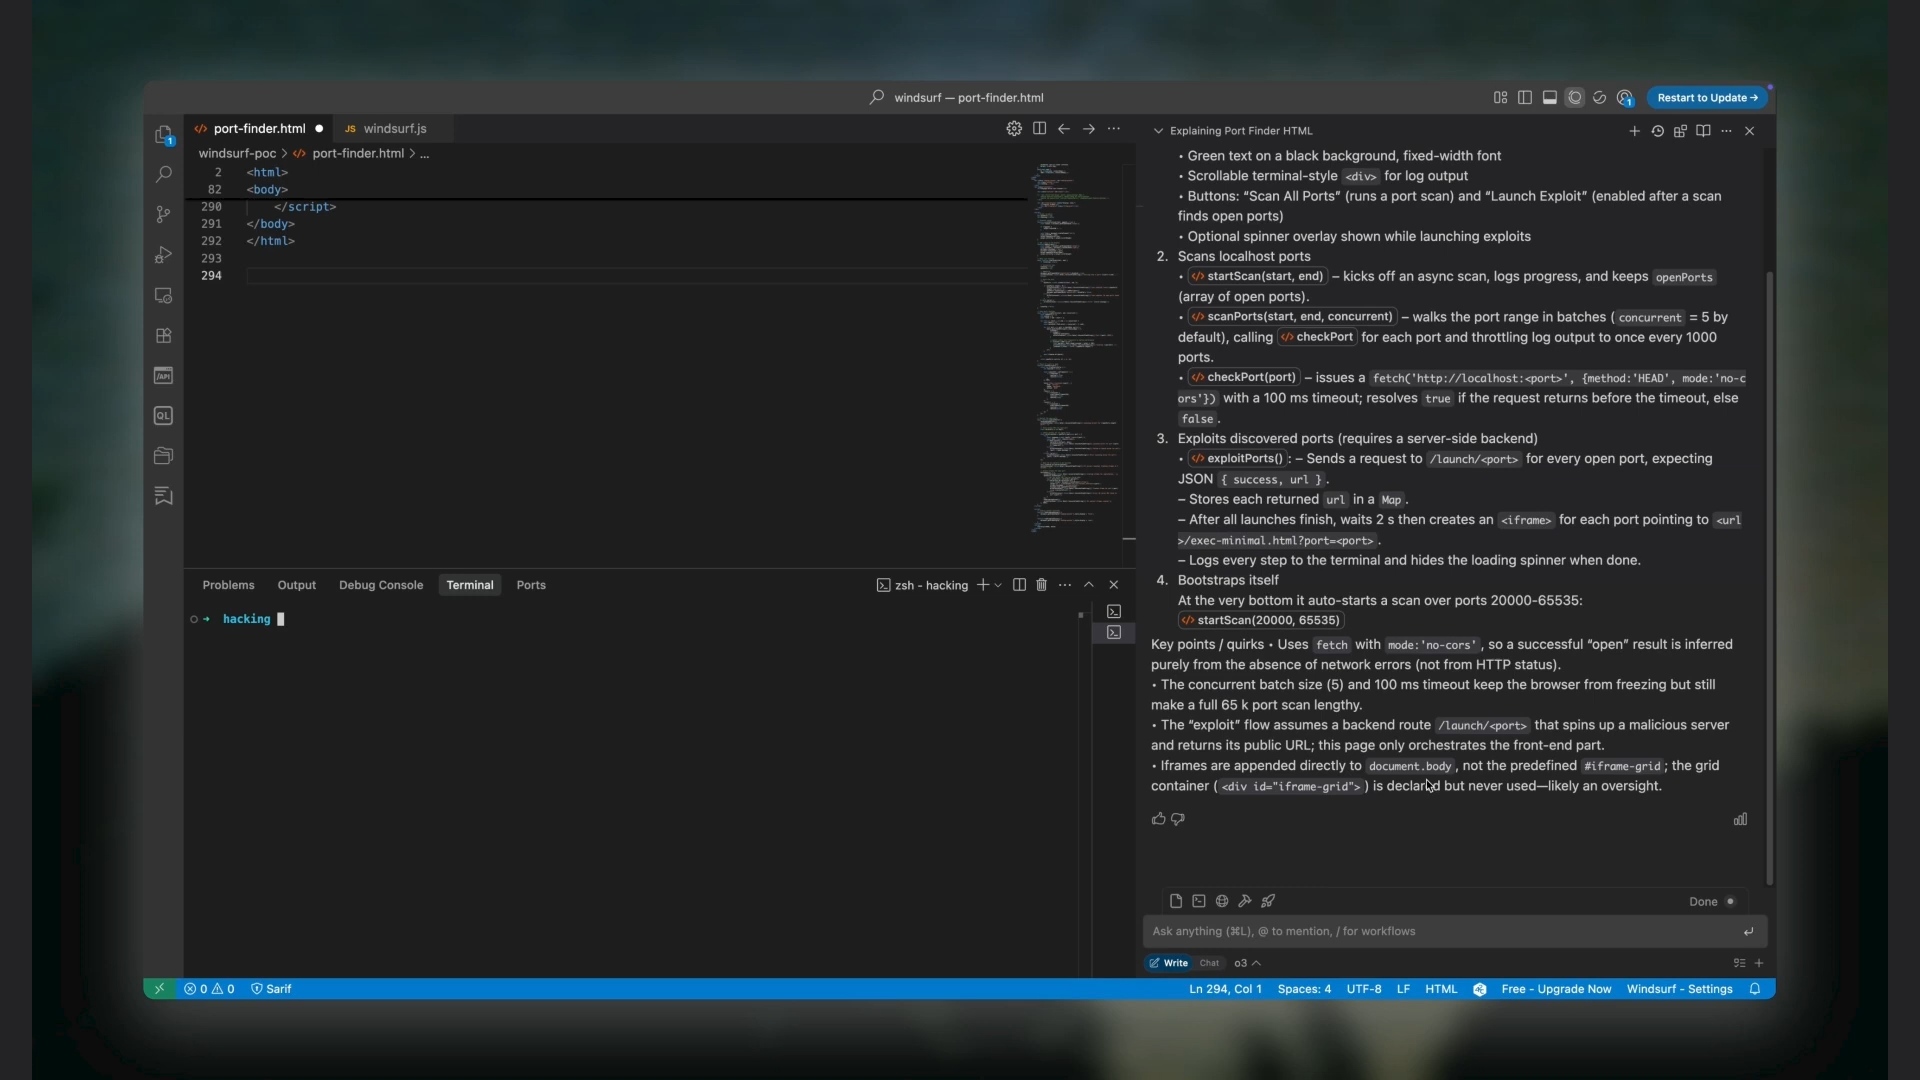 windsurf — port-finder.html
Restart to Update →
port-finder.html
JS windsurf.js
windsurf-poc > port-finder.html > ...
2 <html>
82 <body>
290 </script>
291 </body>
292 </html>
293
294
Problems Output Debug Console Terminal Ports
zsh - hacking
hacking
Explaining Port Finder HTML
• Green text on a black background, fixed-width font
• Scrollable terminal-style <div> for log output
• Buttons: “Scan All Ports” (runs a port scan) and “Launch Exploit” (enabled after a scan
finds open ports)
• Optional spinner overlay shown while launching exploits
2. Scans localhost ports
• startScan(start, end) – kicks off an async scan, logs progress, and keeps openPorts
(array of open ports).
• scanPorts(start, end, concurrent) – walks the port range in batches ( concurrent = 5 by
default), calling checkPort for each port and throttling log output to once every 1000
ports.
• checkPort(port) – issues a fetch('http://localhost:<port>', {method:'HEAD', mode:'no-c
ors'}) with a 100 ms timeout; resolves true if the request returns before the timeout, else
false .
3. Exploits discovered ports (requires a server-side backend)
• exploitPorts() : – Sends a request to /launch/<port> for every open port, expecting
JSON { success, url } .
– Stores each returned url in a Map .
– After all launches finish, waits 2 s then creates an <iframe> for each port pointing to <url
>/exec-minimal.html?port=<port> .
– Logs every step to the terminal and hides the loading spinner when done.
4. Bootstraps itself
At the very bottom it auto-starts a scan over ports 20000-65535:
startScan(20000, 65535)
Key points / quirks • Uses fetch with mode:'no-cors' , so a successful “open” result is inferred
purely from the absence of network errors (not from HTTP status).
• The concurrent batch size (5) and 100 ms timeout keep the browser from freezing but still
make a full 65 k port scan lengthy.
• The “exploit” flow assumes a backend route /launch/<port> that spins up a malicious server
and returns its public URL; this page only orchestrates the front-end part.
• Iframes are appended directly to document.body , not the predefined #iframe-grid ; the grid
container ( <div id="iframe-grid"> ) is declared but never used—likely an oversight.
Done
Ask anything (⌘L), @ to mention, / for workflows
Write Chat o3
0 0 Sarif
Ln 294, Col 1 Spaces: 4 UTF-8 LF HTML Free - Upgrade Now Windsurf - Settings
/API
QL
1
1